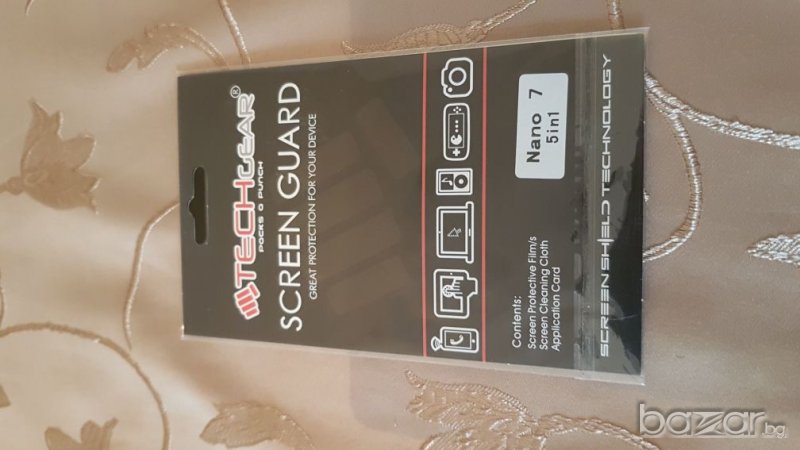 TECHGEAR®
PACKS A PUNCH
SCREEN GUARD
GREAT PROTECTION FOR YOUR DEVICE
Nano 7
5in1
Contents:
Screen Protective Film/s
Screen Cleaning Cloth
Application Card
SCREEN SHIELD TECHNOLOGY
bazar.bg